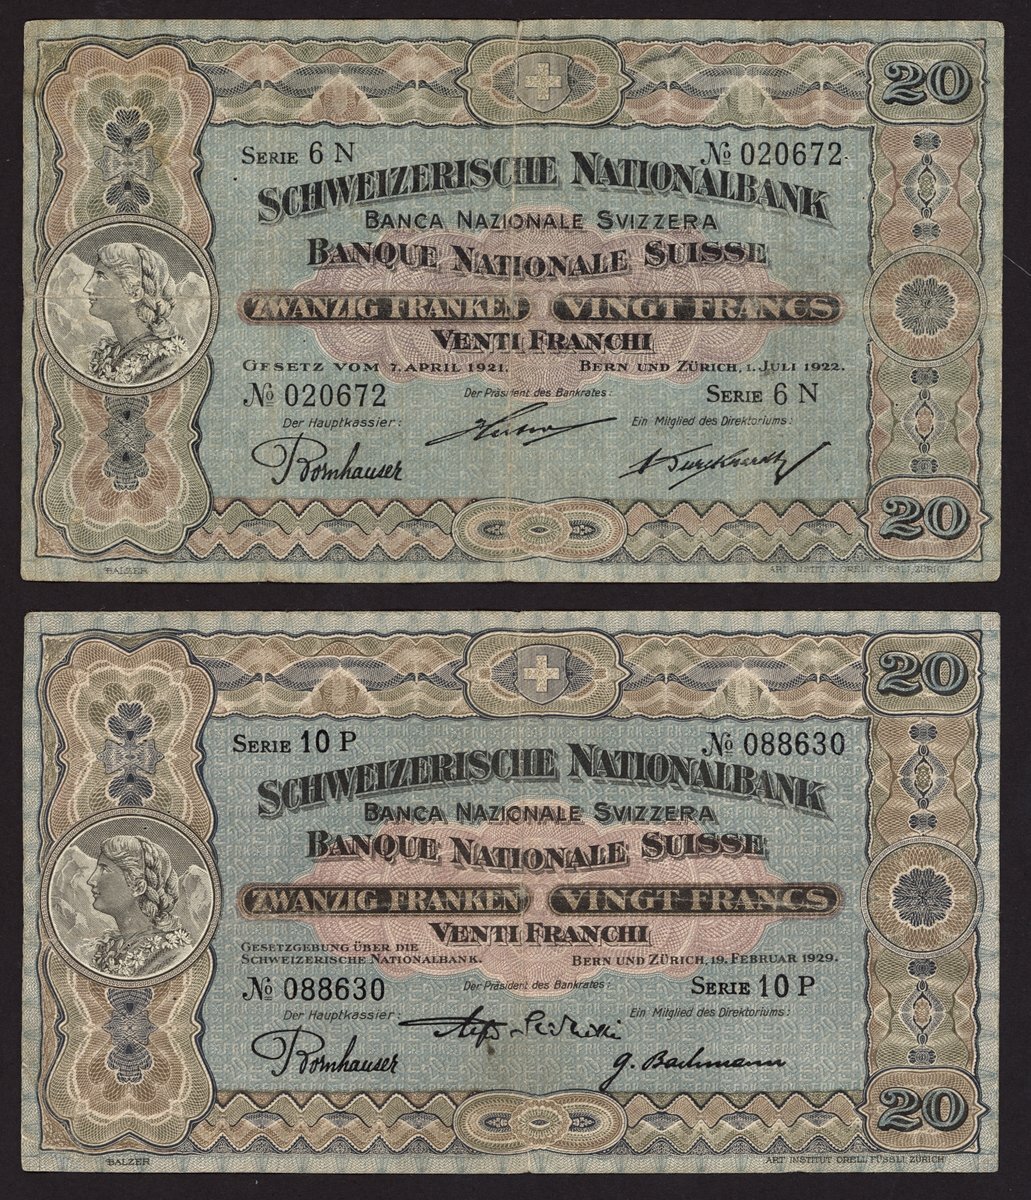 20
SERIE 6 N № 020672
SCHWEIZERISCHE NATIONALBANK
BANCA NAZIONALE SVIZZERA
BANQUE NATIONALE SUISSE
ZWANZIG FRANKEN VINGT FRANCS
VENTI FRANCHI
GESETZ VOM 7. APRIL 1921. BERN UND ZÜRICH, 1. JULI 1922.
№ 020672 Der Präsident des Bankrates: SERIE 6 N
Der Hauptkassier: Ein Mitglied des Direktoriums:
Bornhauser
20
BALZER ART. INSTITUT ORELL FÜSSLI, ZÜRICH
20
SERIE 10 P № 088630
SCHWEIZERISCHE NATIONALBANK
BANCA NAZIONALE SVIZZERA
BANQUE NATIONALE SUISSE
ZWANZIG FRANKEN VINGT FRANCS
VENTI FRANCHI
GESETZGEBUNG ÜBER DIE
SCHWEIZERISCHE NATIONALBANK. BERN UND ZÜRICH, 19. FEBRUAR 1929.
№ 088630 Der Präsident des Bankrates: SERIE 10 P
Der Hauptkassier: Ein Mitglied des Direktoriums:
Bornhauser G. Bachmann
20
BALZER ART. INSTITUT ORELL FÜSSLI, ZÜRICH